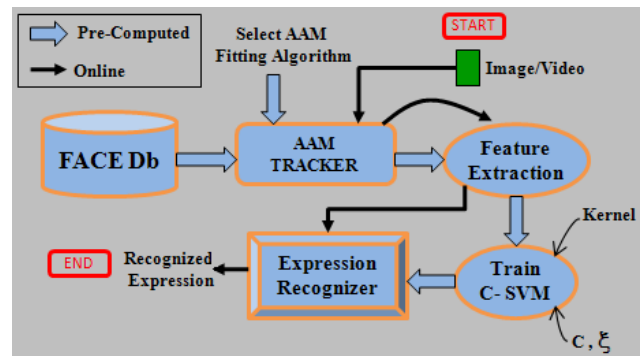 Pre-Computed
Online
Select AAM
Fitting Algorithm
START
Image/Video
FACE Db
AAM
TRACKER
Feature
Extraction
Kernel
END
Recognized
Expression
Expression
Recognizer
Train
C- SVM
C , ξ